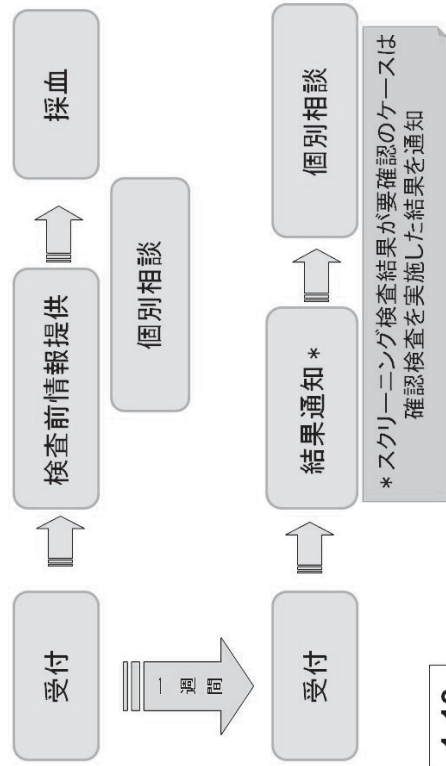 受付
検査前情報提供
採血
個別相談
一週間
受付
結果通知*
個別相談
*スクリーニング検査結果が要確認のケースは
確認検査を実施した結果を通知